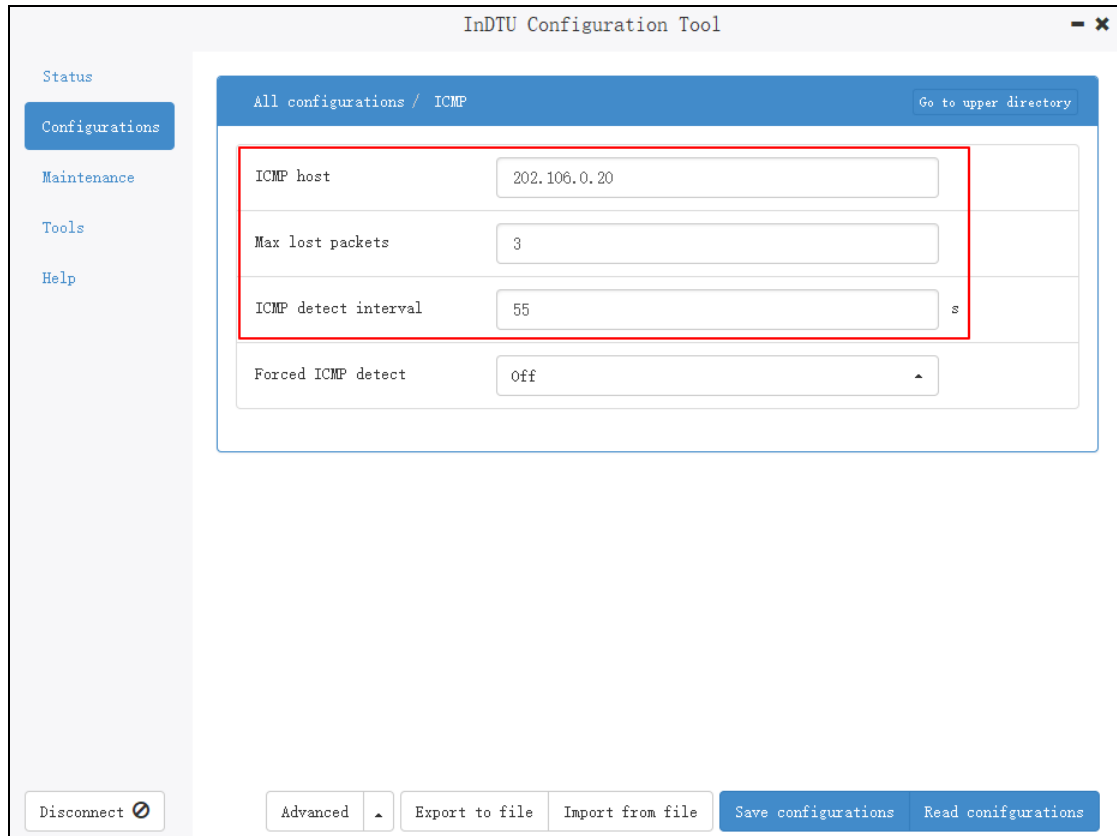 InDTU Configuration Tool
Status
Configurations
Maintenance
Tools
Help
All configurations / ICMP
Go to upper directory
ICMP host
202.106.0.20
Max lost packets
3
ICMP detect interval
55
s
Forced ICMP detect
Off
Disconnect
Advanced
Export to file
Import from file
Save configurations
Read conifgurations